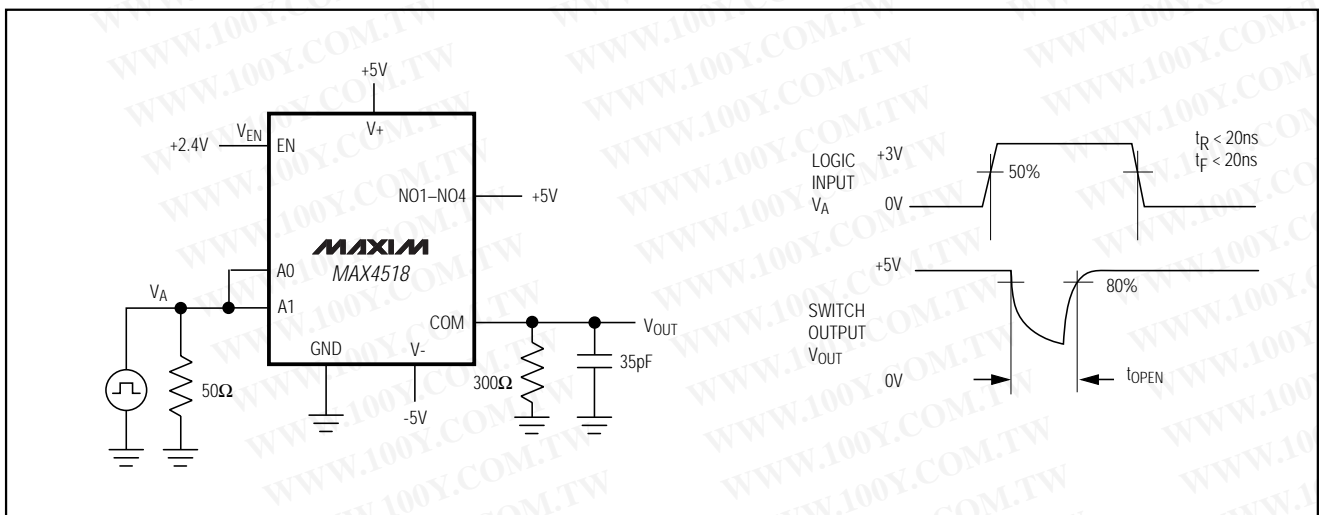 +5V
V+
+2.4V
VEN
EN
NO1–NO4
+5V
MAXIM
MAX4518
A0
VA
A1
COM
VOUT
GND
V-
50Ω
300Ω
35pF
-5V
LOGIC
INPUT
VA
+3V
0V
50%
tR < 20ns
tF < 20ns
+5V
80%
SWITCH
OUTPUT
VOUT
0V
tOPEN
WWW.100Y.COM.TW